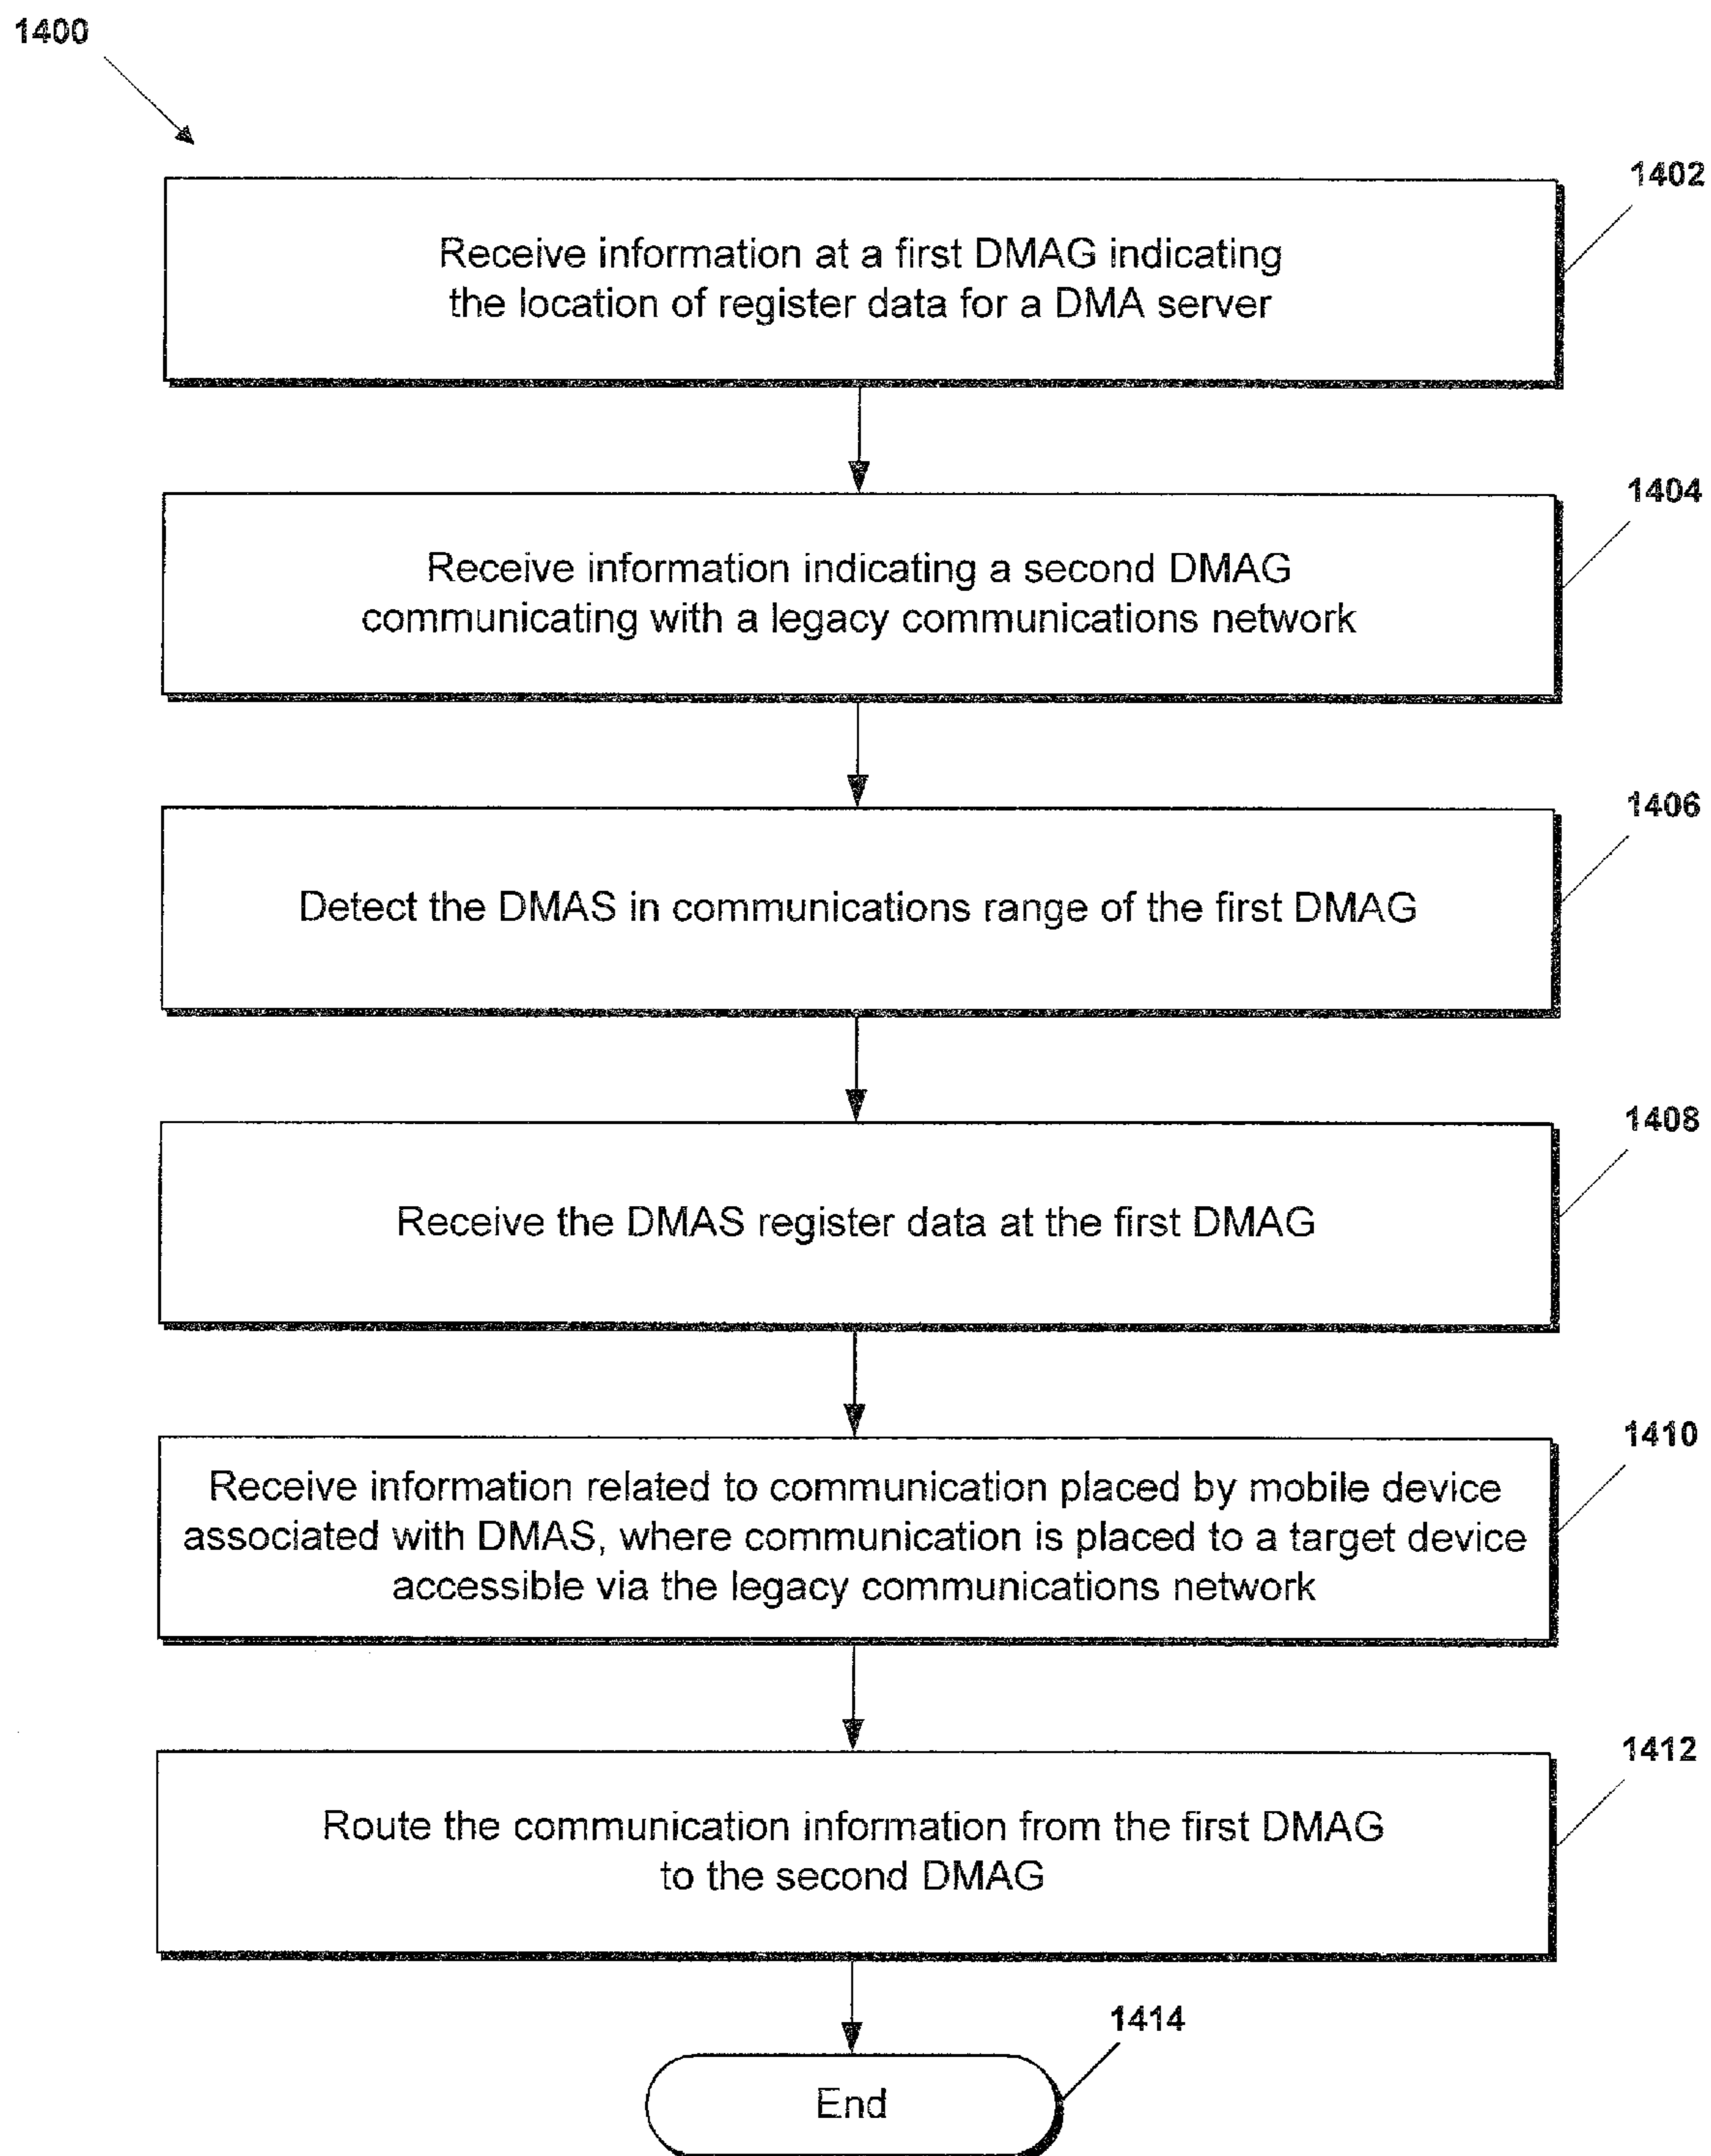 1400
1402
Receive information at a first DMAG indicating
the location of register data for a DMA server
1404
Receive information indicating a second DMAG
communicating with a legacy communications network
1406
Detect the DMAS in communications range of the first DMAG
1408
Receive the DMAS register data at the first DMAG
1410
Receive information related to communication placed by mobile device
associated with DMAS, where communication is placed to a target device
accessible via the legacy communications network
1412
Route the communication information from the first DMAG
to the second DMAG
1414
End